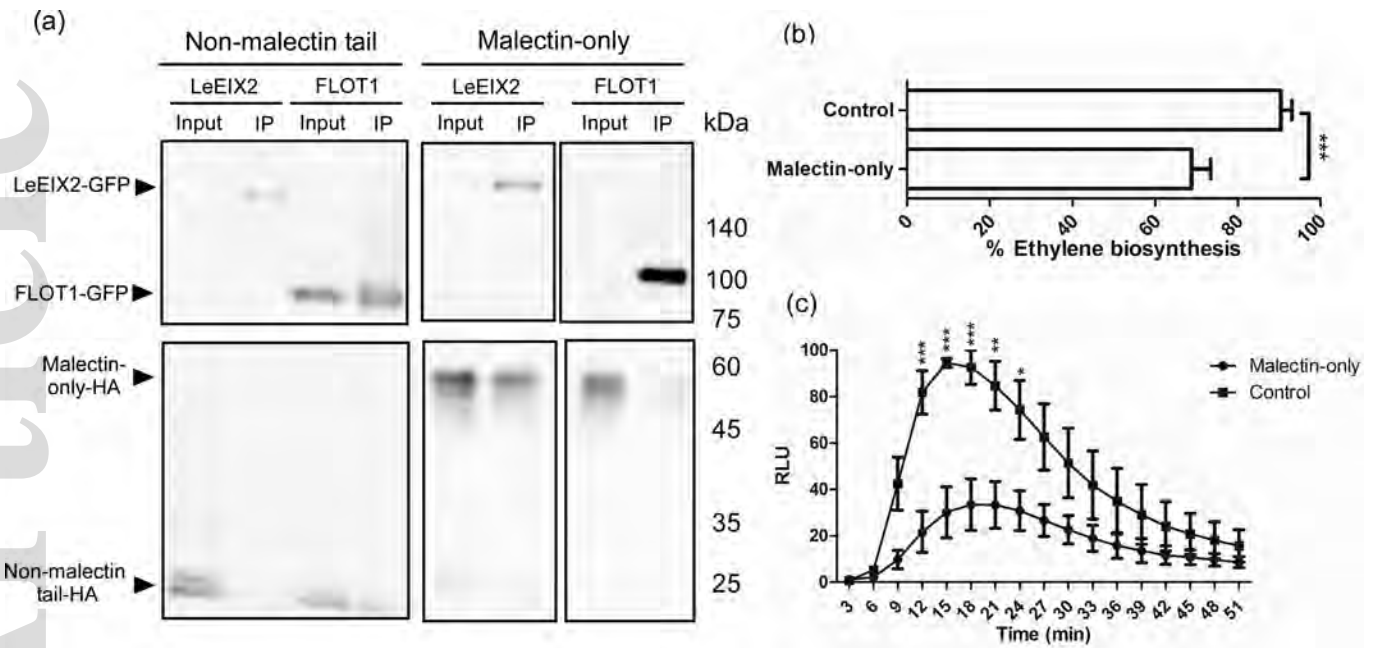 (a)
Non-malectin tail
Malectin-only
LeEIX2
FLOT1
LeEIX2
FLOT1
Input
IP
Input
IP
Input
IP
Input
IP
kDa
LeEIX2-GFP
FLOT1-GFP
140
100
75
Malectin-
only-HA
60
45
35
Non-malectin
tail-HA
25
(b)
Control
Malectin-only
***
0
20
40
60
80
100
% Ethylene biosynthesis
(c)
100
80
60
40
20
0
RLU
***
***
***
**
*
Malectin-only
Control
3
6
9
12
15
18
21
24
27
30
33
36
39
42
45
48
51
Time (min)